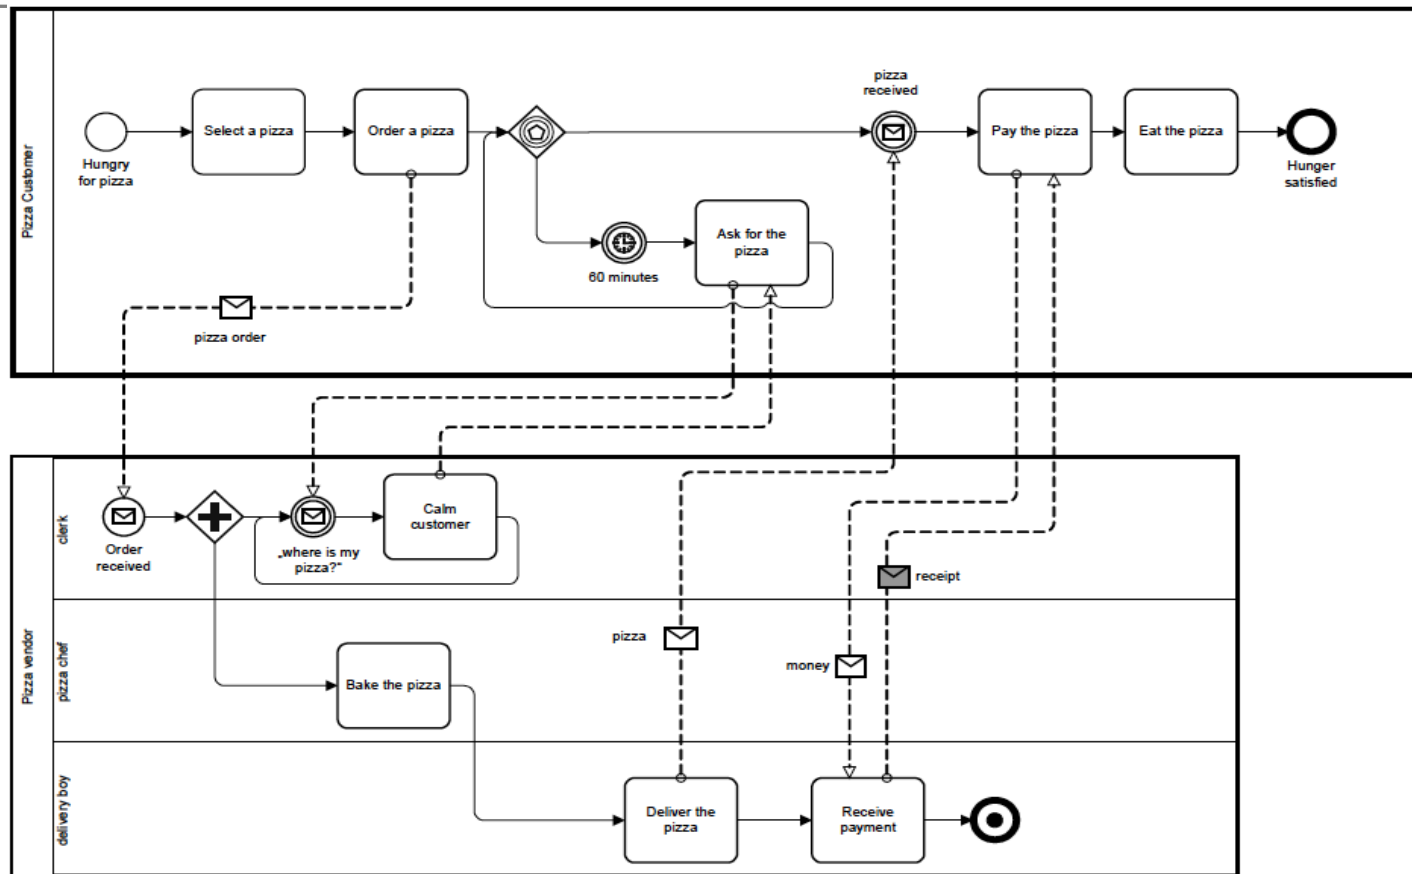 Pizza Customer
pizza
received
Select a pizza
Order a pizza
Pay the pizza
Eat the pizza
Hungry
for pizza
Hunger
satisfied
Ask for the
pizza
60 minutes
pizza order
Pizza vendor
clerk
Calm
customer
Order
received
„where is my
pizza?“
receipt
pizza chef
pizza
money
Bake the pizza
delivery boy
Deliver the
pizza
Receive
payment